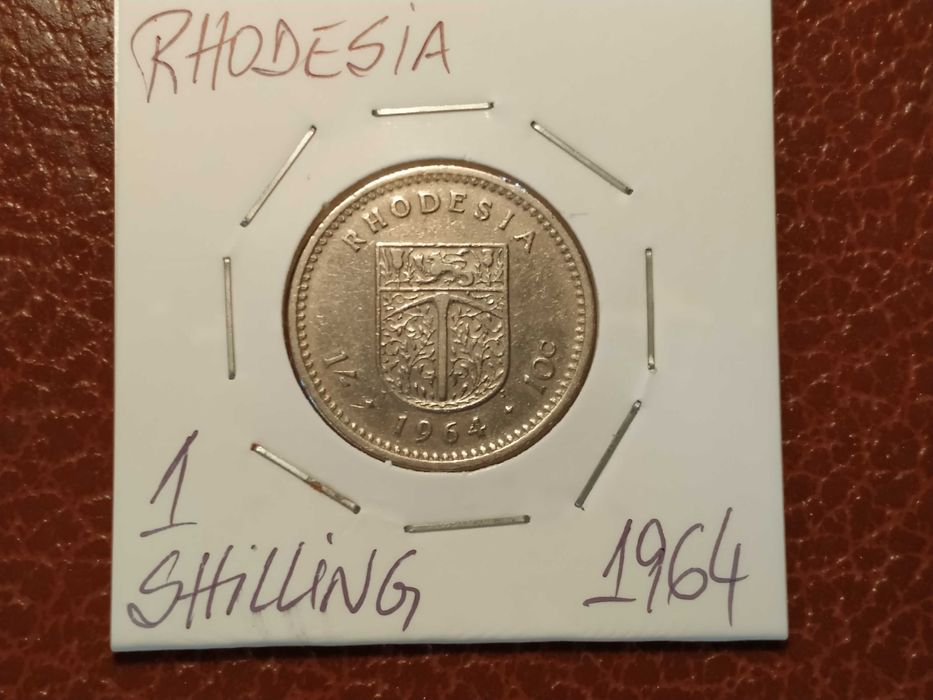 RHODESIA
RHODESIA
1/- 10c
1964
1
SHiLLiNG
1964